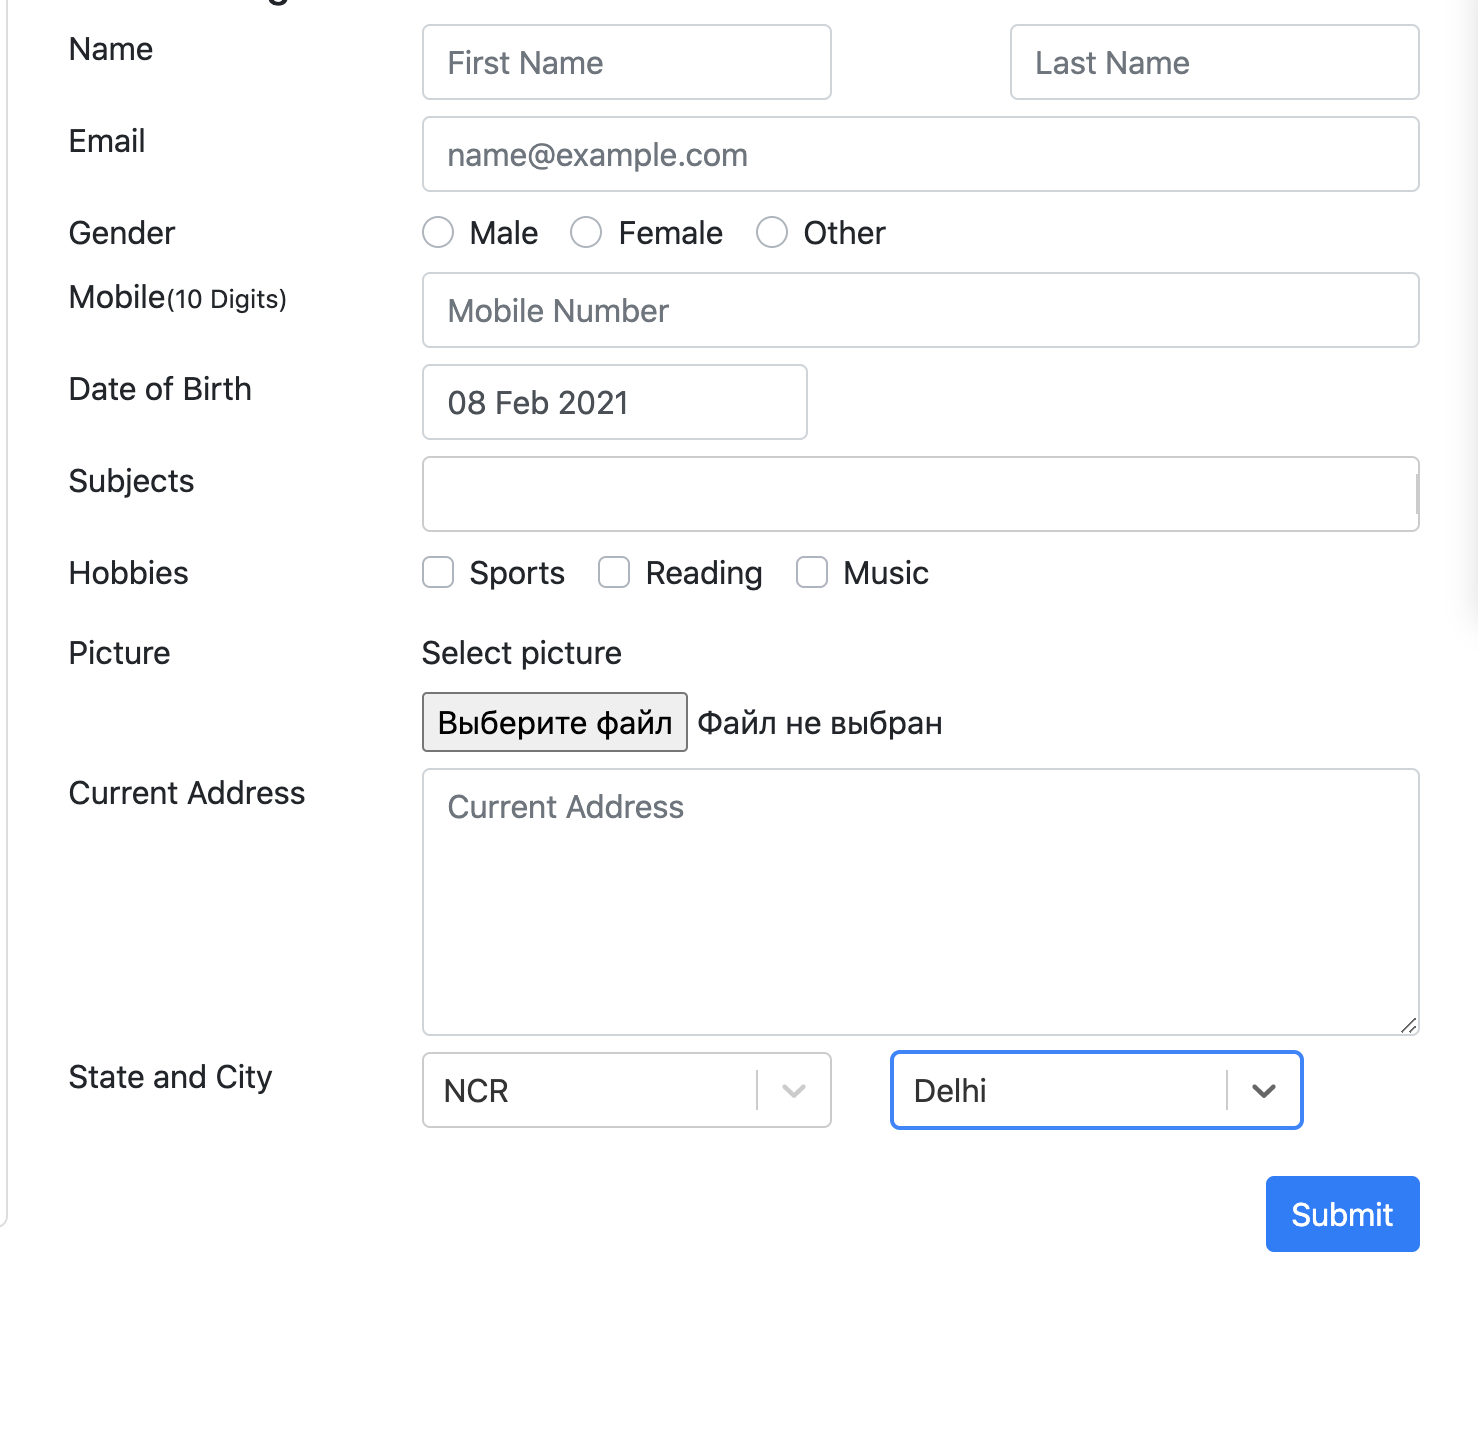 Name First Name Last Name
Email name@example.com
Gender Male Female Other
Mobile(10 Digits) Mobile Number
Date of Birth 08 Feb 2021
Subjects
Hobbies Sports Reading Music
Picture Select picture
Выберите файл Файл не выбран
Current Address Current Address
State and City NCR Delhi
Submit